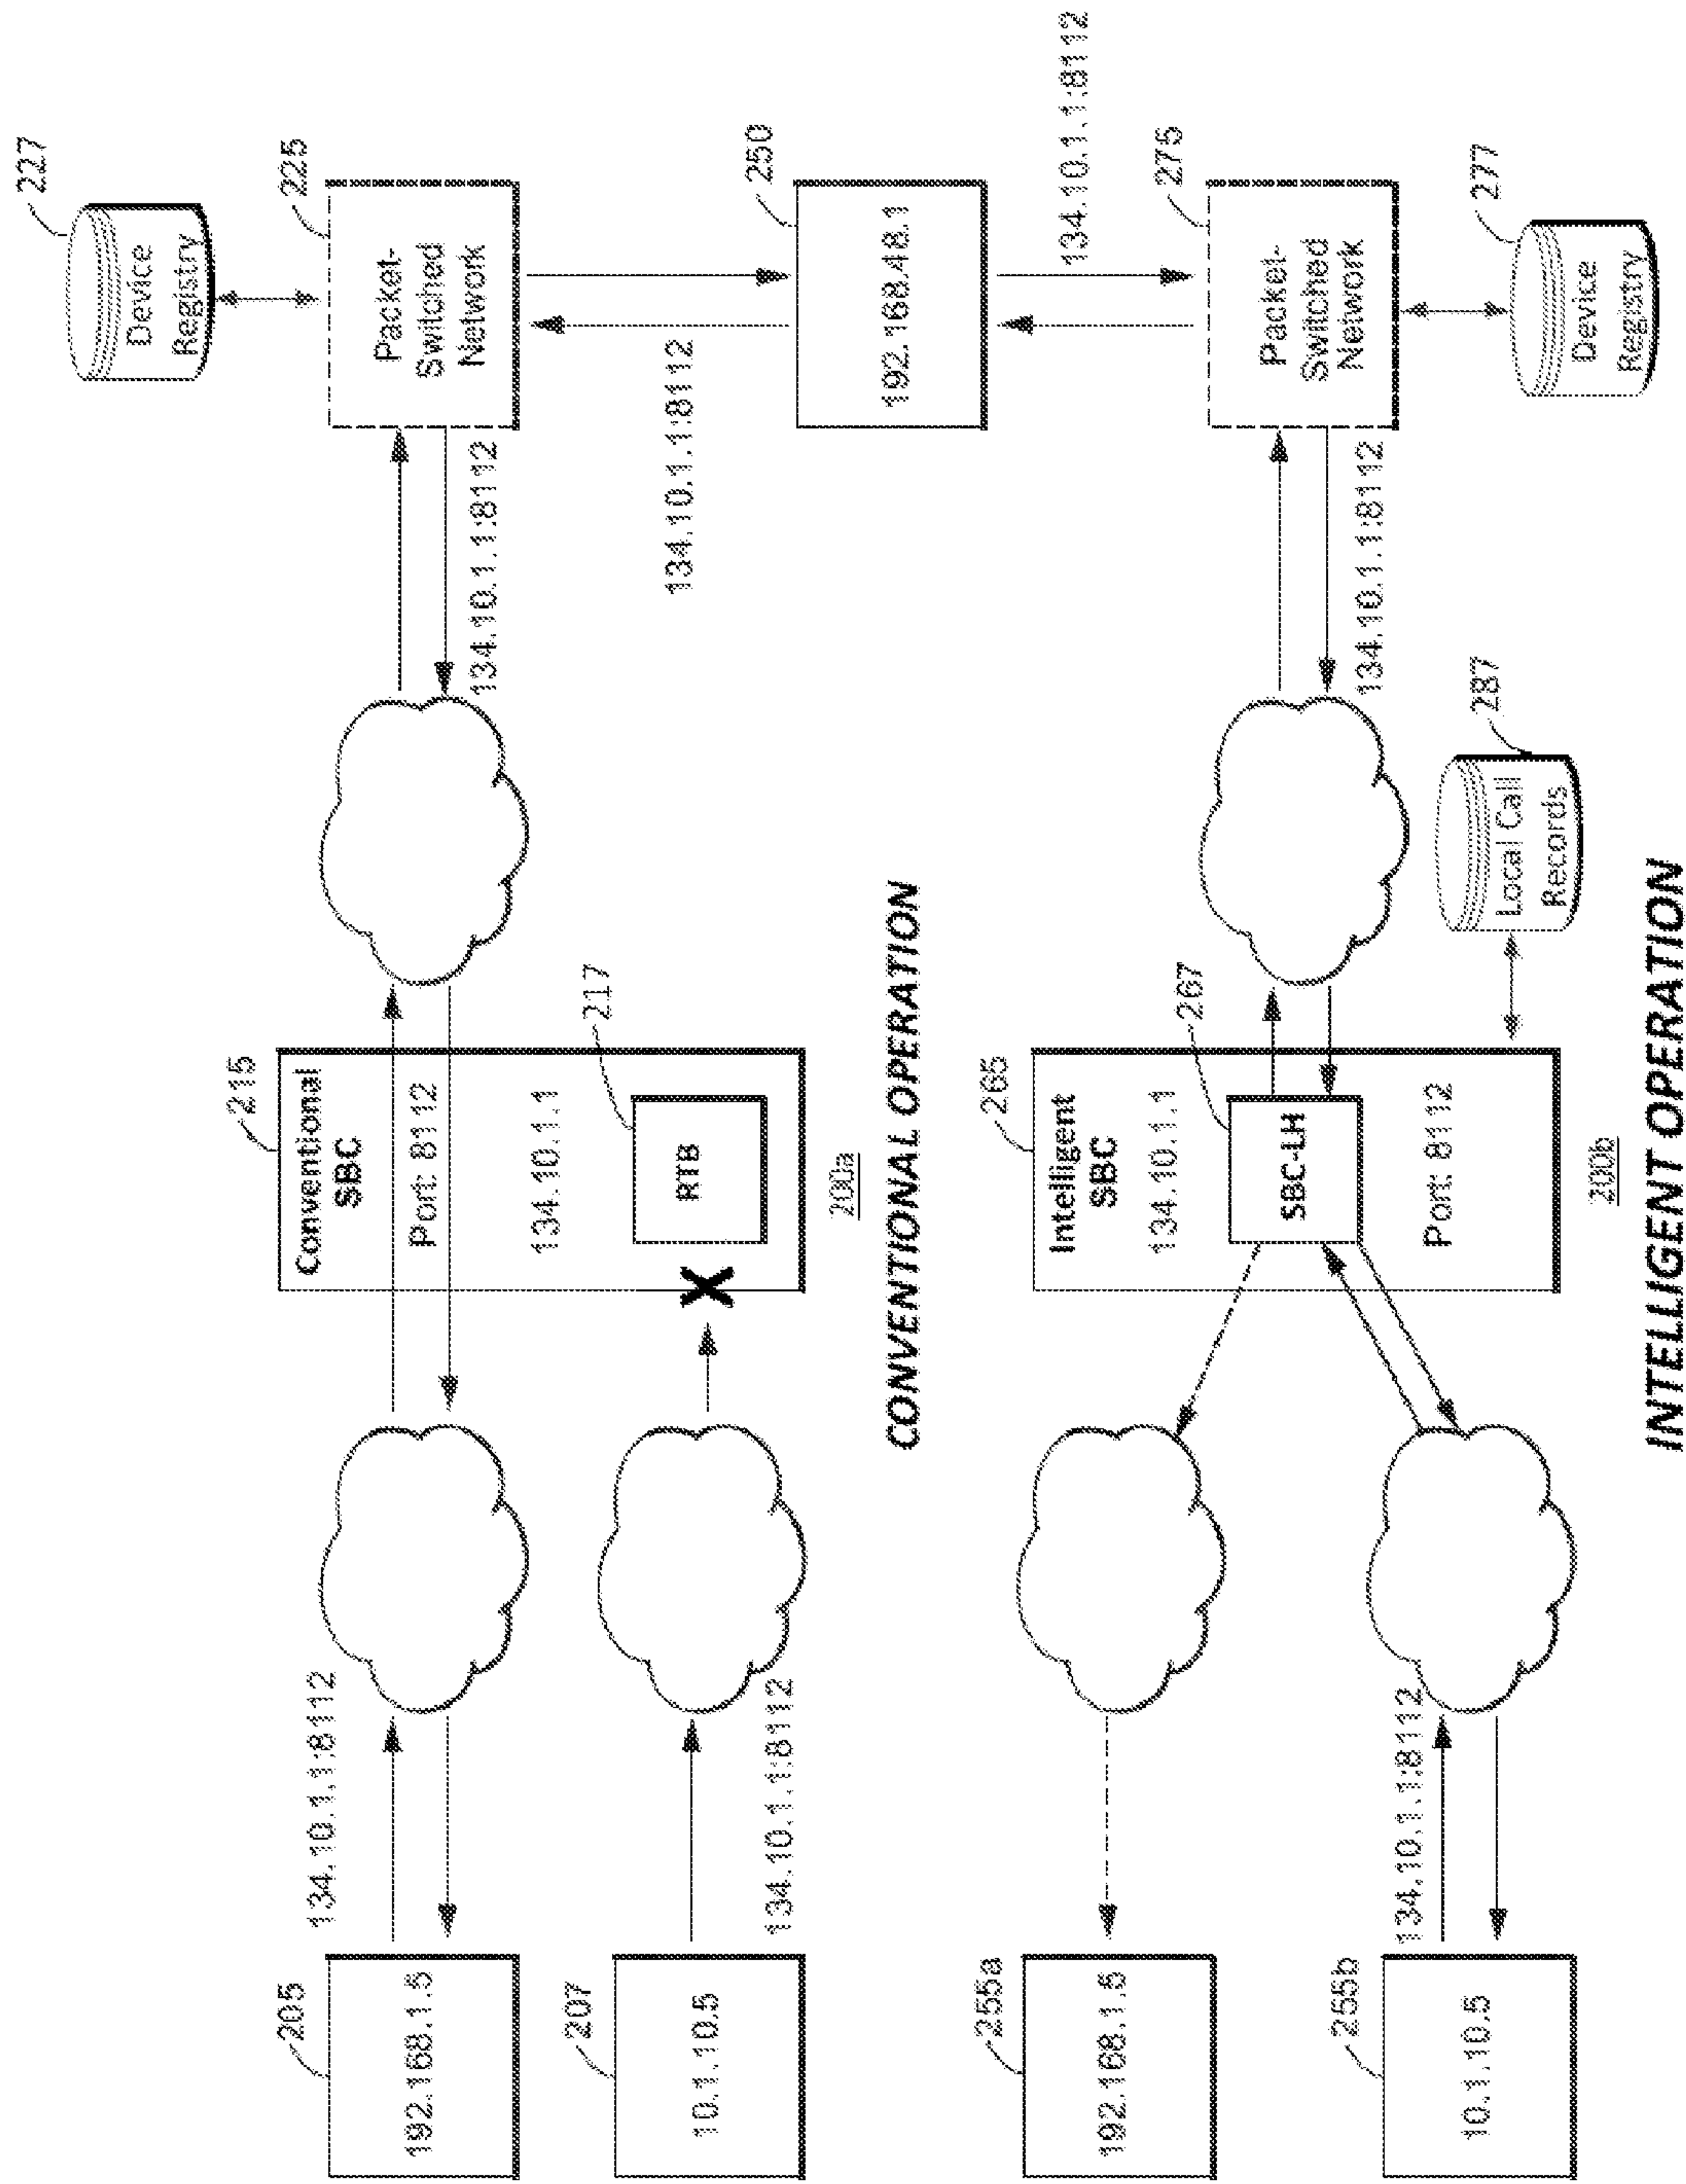 205
192.168.1.5
134.10.1.1:8112
207
10.1.10.5
134.10.1.1:8112
215
Conventional
SBC
Port: 8112
134.10.1.1
217
RTB
200a
CONVENTIONAL OPERATION
134.10.1.1:8112
227
Device
Registry
225
Packet-
Switched
Network
134.10.1.1:8112
250
192.168.48.1
134.10.1.1:8112
255a
192.168.1.5
255b
10.1.10.5
134.10.1.1:8112
265
Intelligent
SBC
134.10.1.1
267
SBC-LH
Port: 8112
200b
287
Local Call
Records
134.10.1.1:8112
275
Packet-
Switched
Network
277
Device
Registry
INTELLIGENT OPERATION